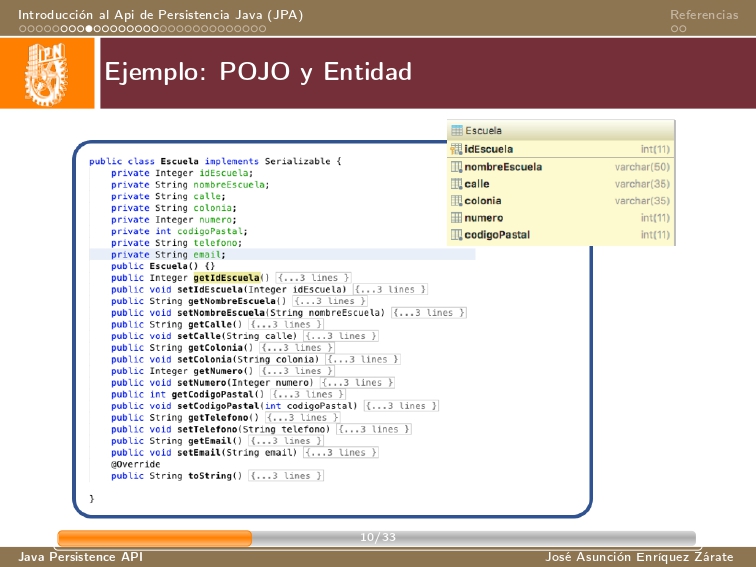 Introducción al Api de Persistencia Java (JPA)
Referencias
IPN
Ejemplo: POJO y Entidad
Escuela
idEscuela int(11)
nombreEscuela varchar(50)
calle varchar(35)
colonia varchar(35)
numero int(11)
codigoPastal int(11)
public class Escuela implements Serializable {
private Integer idEscuela;
private String nombreEscuela;
private String calle;
private String colonia;
private Integer numero;
private int codigoPastal;
private String telefono;
private String email;
public Escuela() {}
public Integer getIdEscuela() {...3 lines }
public void setIdEscuela(Integer idEscuela) {...3 lines }
public String getNombreEscuela() {...3 lines }
public void setNombreEscuela(String nombreEscuela) {...3 lines }
public String getCalle() {...3 lines }
public void setCalle(String calle) {...3 lines }
public String getColonia() {...3 lines }
public void setColonia(String colonia) {...3 lines }
public Integer getNumero() {...3 lines }
public void setNumero(Integer numero) {...3 lines }
public int getCodigoPastal() {...3 lines }
public void setCodigoPastal(int codigoPastal) {...3 lines }
public String getTelefono() {...3 lines }
public void setTelefono(String telefono) {...3 lines }
public String getEmail() {...3 lines }
public void setEmail(String email) {...3 lines }
@Override
public String toString() {...3 lines }
}
10/33
Java Persistence API
José Asunción Enríquez Zárate